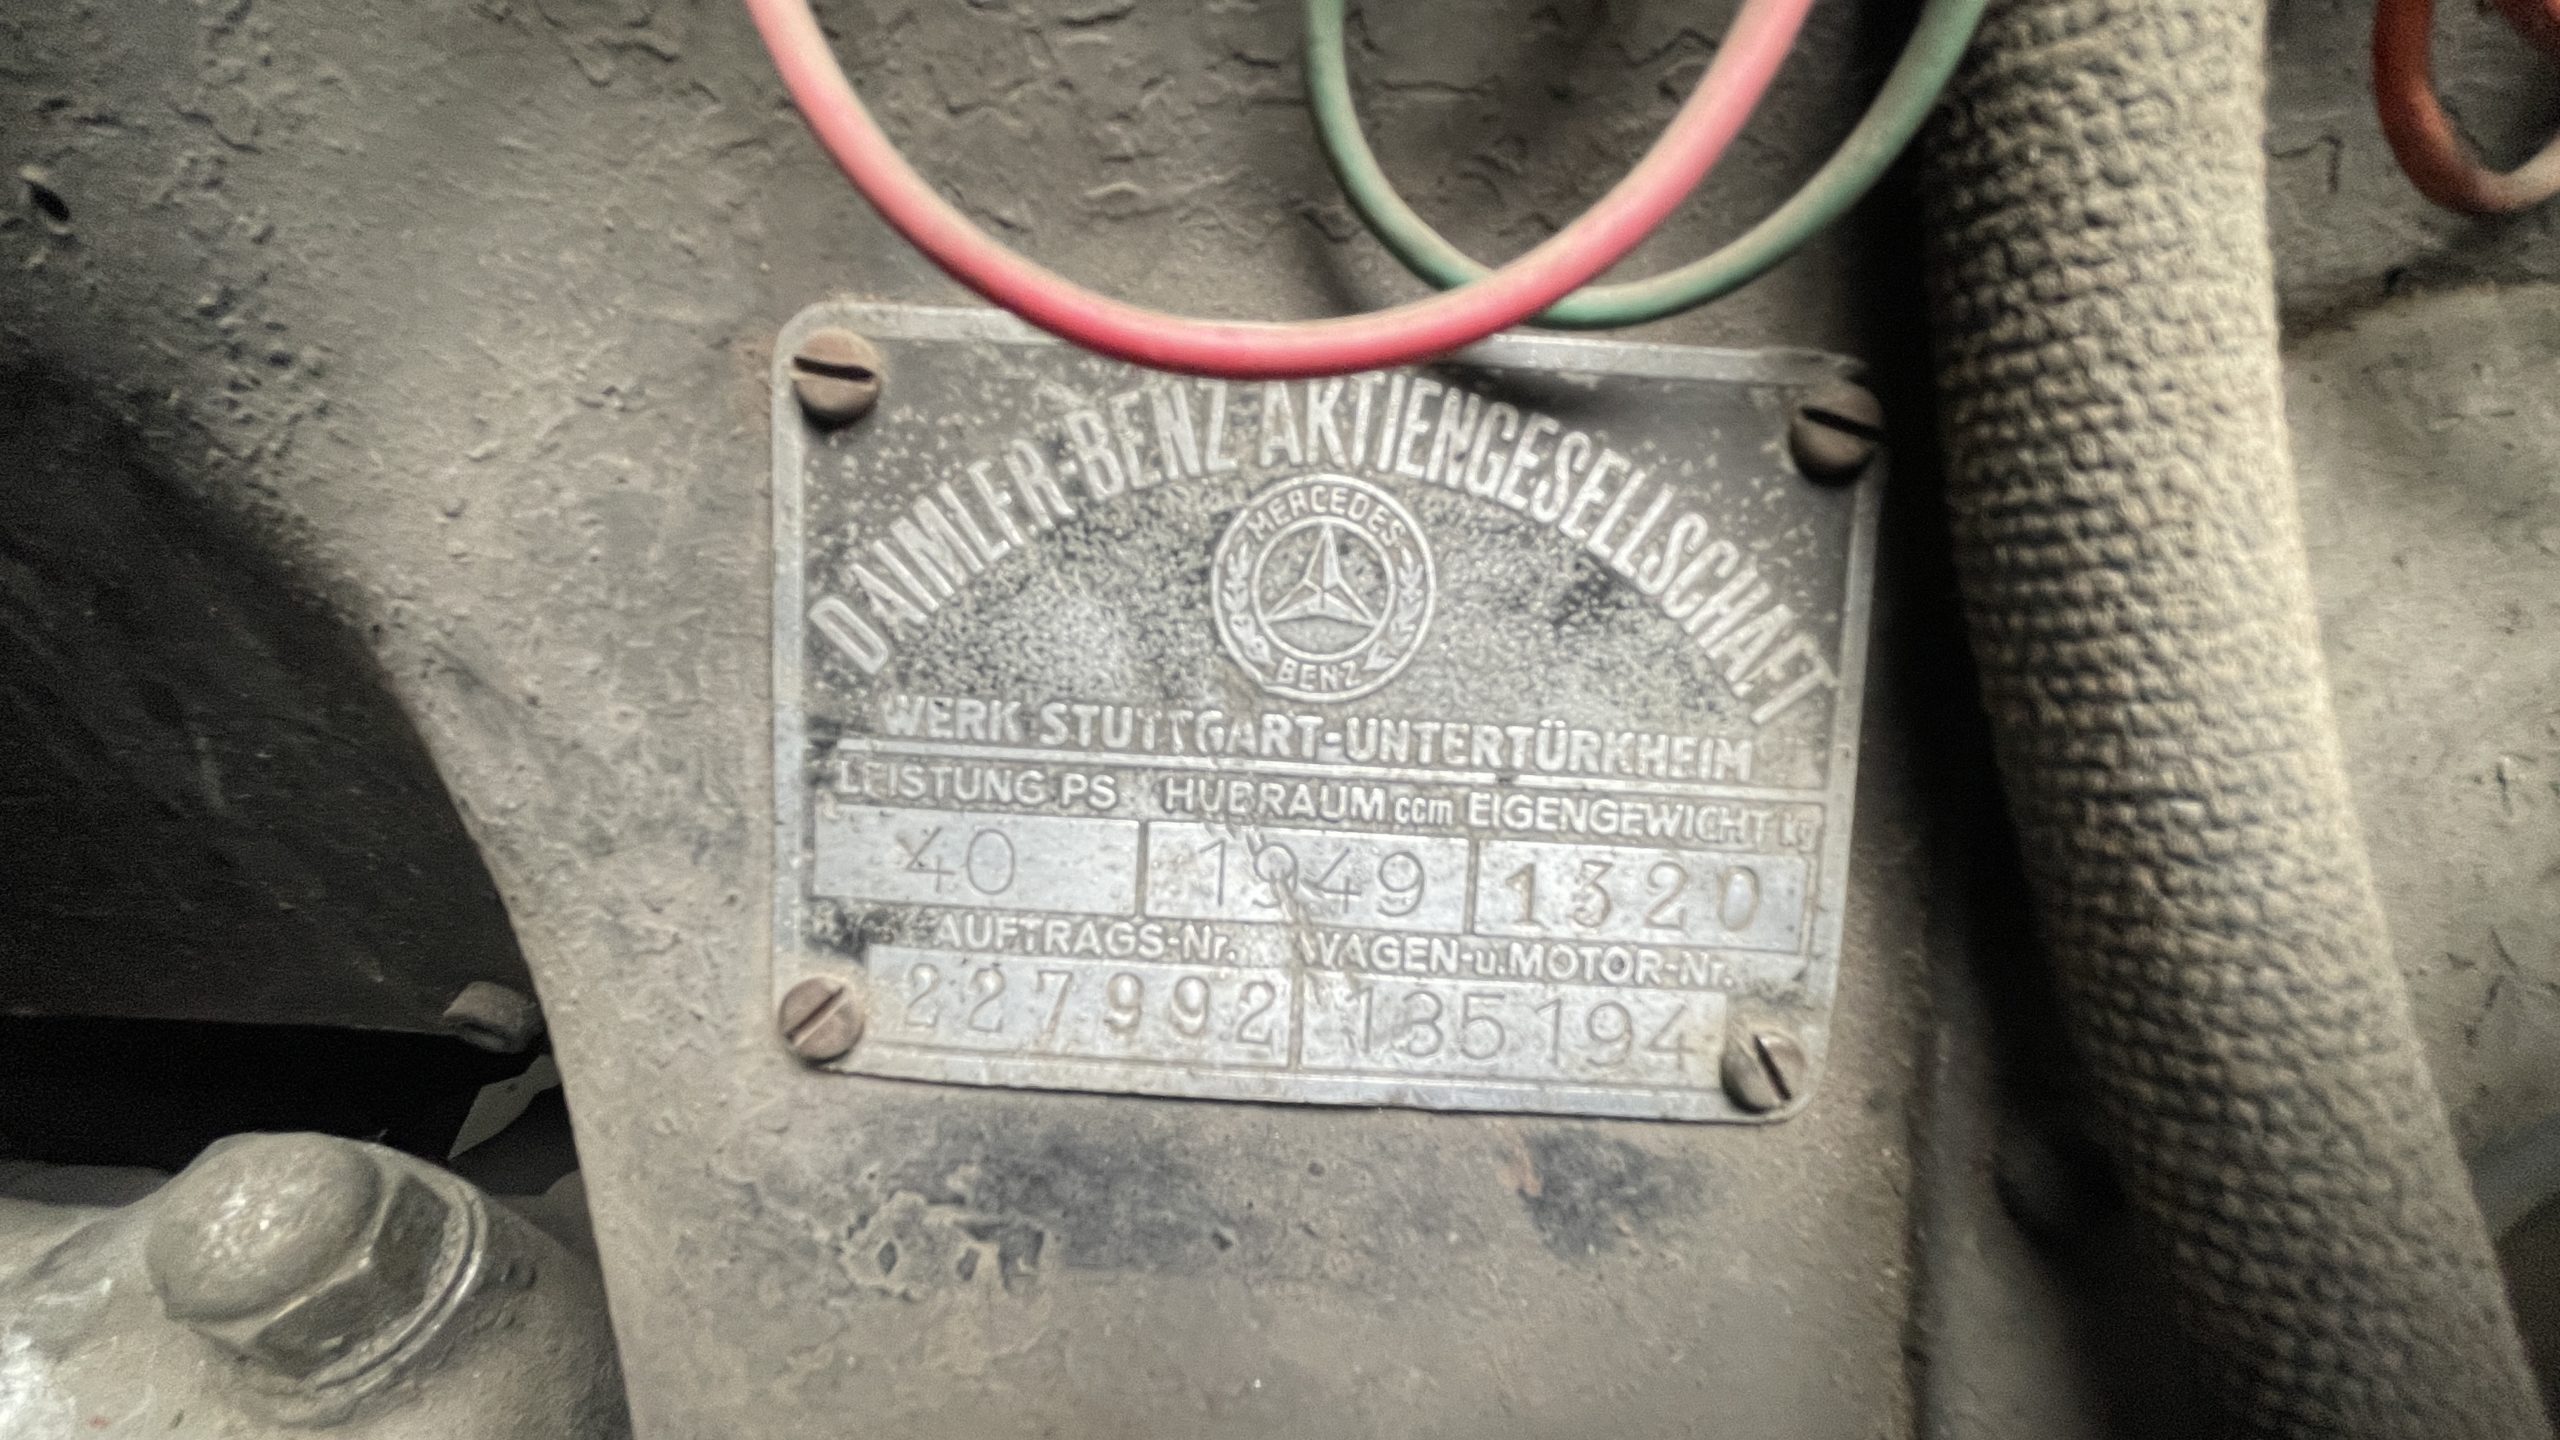 DAIMLER-BENZ AKTIENGESELLSCHAFT
MERCEDES
BENZ
WERK STUTTGART-UNTERTÜRKHEIM
LEISTUNG PS HUBRAUM ccm EIGENGEWICHT kg
40 1949 1320
AUFTRAGS-Nr. WAGEN-u.MOTOR-Nr.
227992 185194